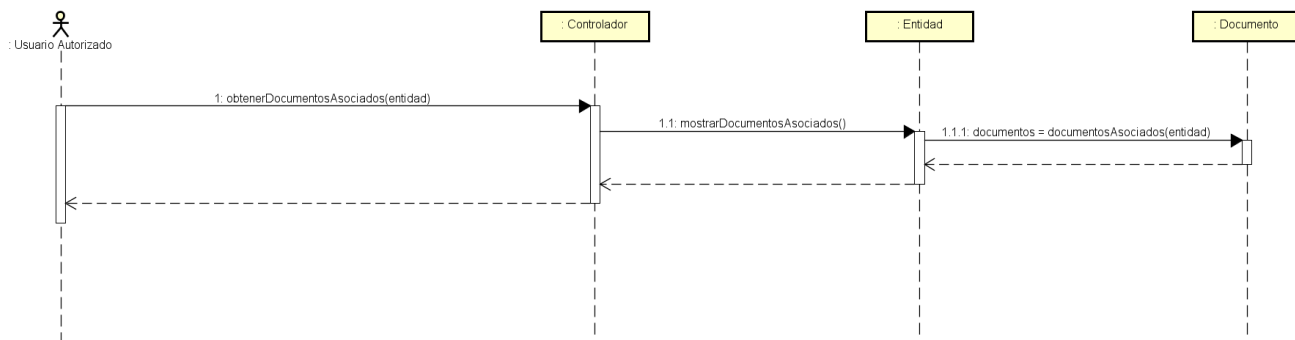 : Usuario Autorizado
: Controlador
: Entidad
: Documento
1: obtenerDocumentosAsociados(entidad)
1.1: mostrarDocumentosAsociados()
1.1.1: documentos = documentosAsociados(entidad)